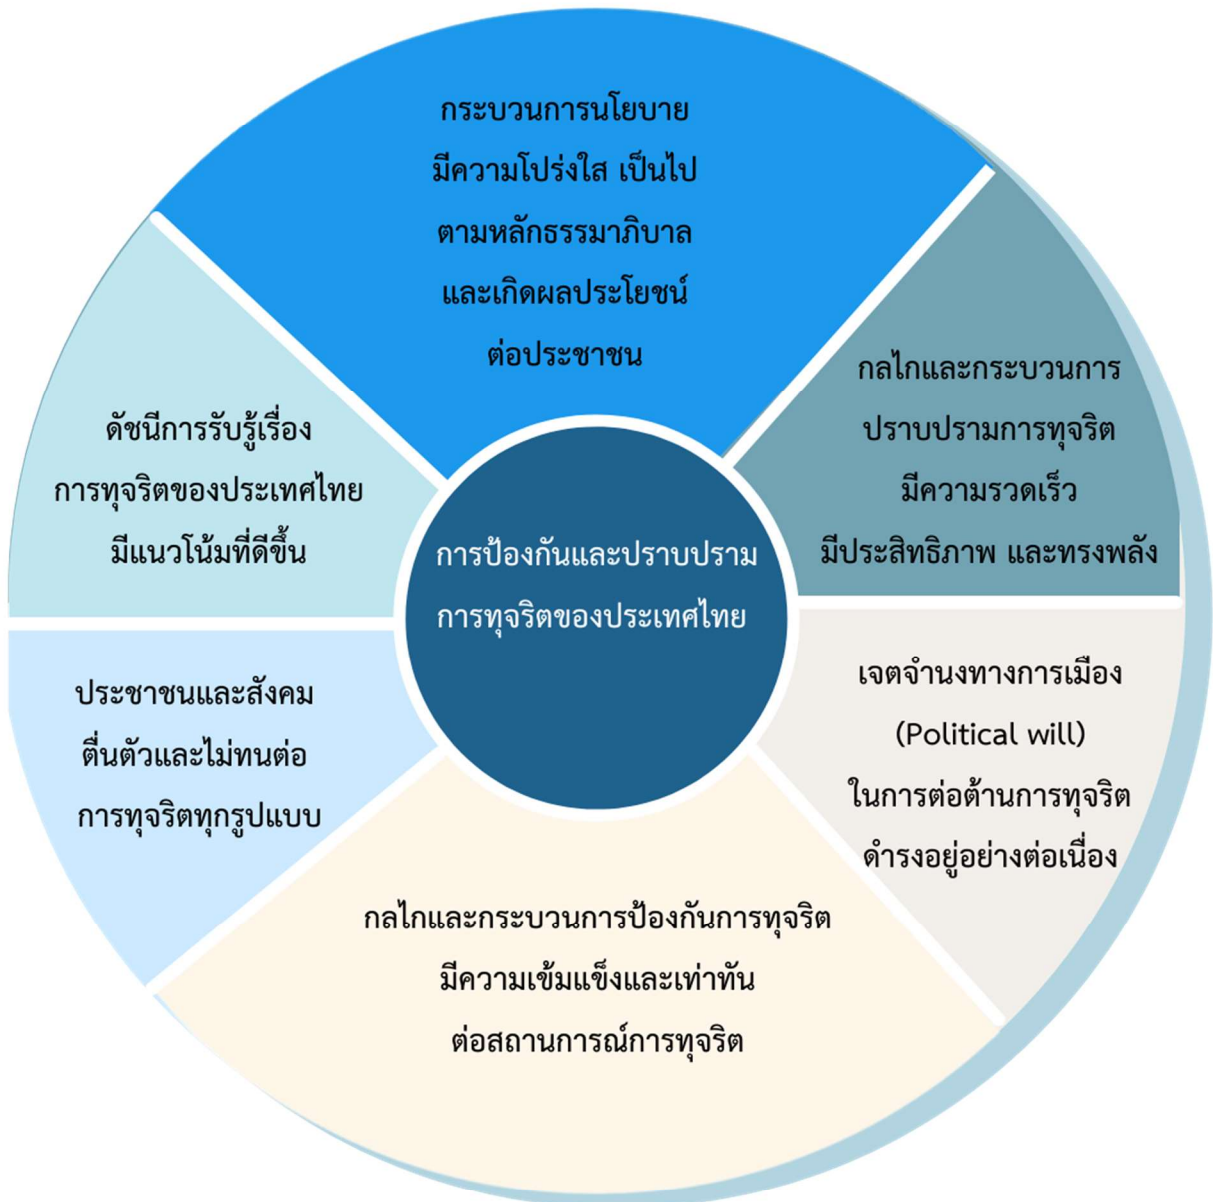 กระบวนการนโยบาย
มีความโปร่งใส เป็นไป
ตามหลักธรรมาภิบาล
และเกิดผลประโยชน์
ต่อประชาชน
กลไกและกระบวนการ
ปราบปรามการทุจริต
มีความรวดเร็ว
มีประสิทธิภาพ และทรงพลัง
เจตจำนงทางการเมือง
(Political will)
ในการต่อต้านการทุจริต
ดำรงอยู่อย่างต่อเนื่อง
กลไกและกระบวนการป้องกันการทุจริต
มีความเข้มแข็งและเท่าทัน
ต่อสถานการณ์การทุจริต
ประชาชนและสังคม
ตื่นตัวและไม่ทนต่อ
การทุจริตทุกรูปแบบ
ดัชนีการรับรู้เรื่อง
การทุจริตของประเทศไทย
มีแนวโน้มที่ดีขึ้น
การป้องกันและปราบปราม
การทุจริตของประเทศไทย